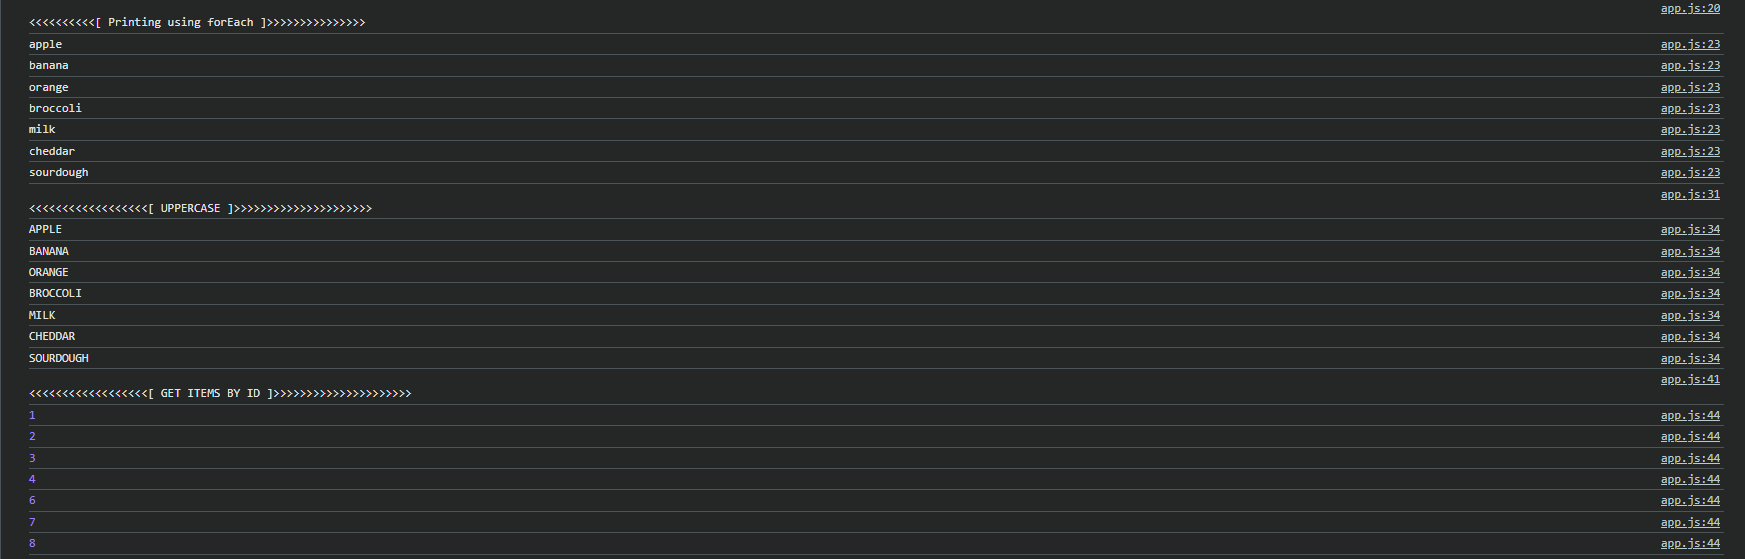 app.js:20
<<<<<<<<<<[ Printing using forEach ]>>>>>>>>>>>>>>>
apple app.js:23
banana app.js:23
orange app.js:23
broccoli app.js:23
milk app.js:23
cheddar app.js:23
sourdough app.js:23
app.js:31
<<<<<<<<<<<<<<<<<<[ UPPERCASE ]>>>>>>>>>>>>>>>>>>>>>
APPLE app.js:34
BANANA app.js:34
ORANGE app.js:34
BROCCOLI app.js:34
MILK app.js:34
CHEDDAR app.js:34
SOURDOUGH app.js:34
app.js:41
<<<<<<<<<<<<<<<<<<[ GET ITEMS BY ID ]>>>>>>>>>>>>>>>>>>>>>
1 app.js:44
2 app.js:44
3 app.js:44
4 app.js:44
6 app.js:44
7 app.js:44
8 app.js:44